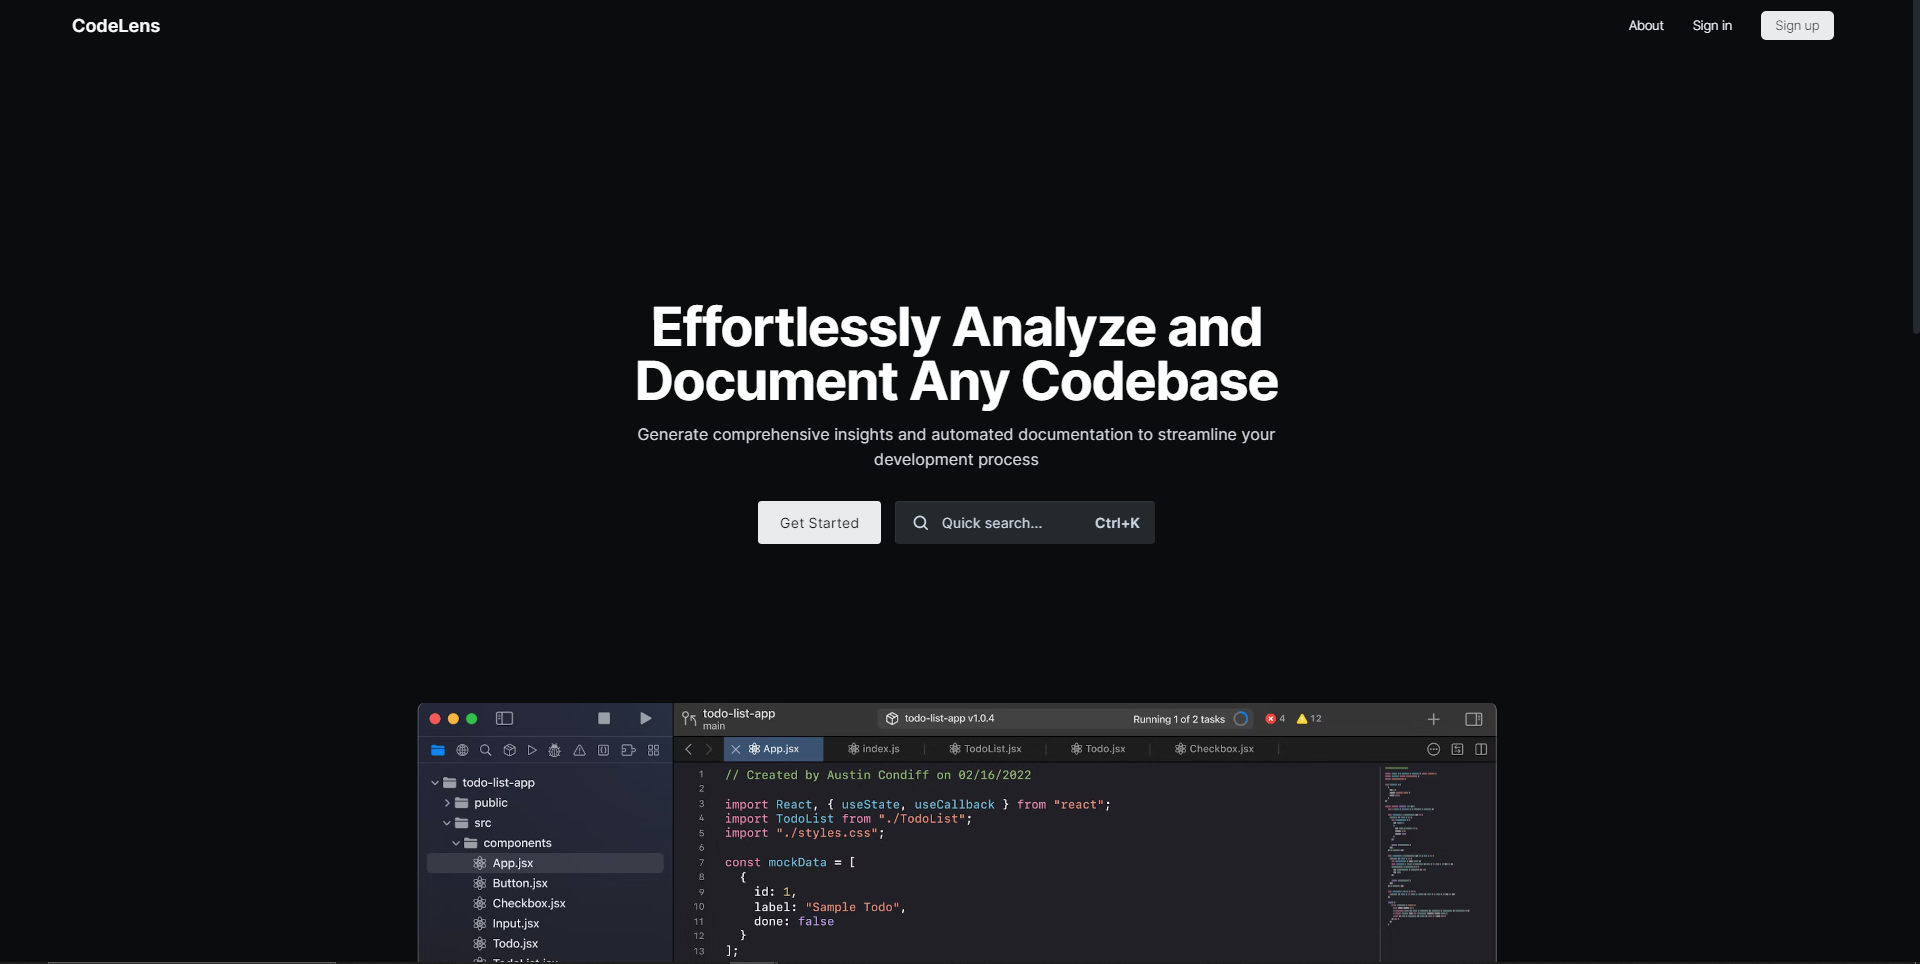 CodeLens
About
Sign in
Sign up
Effortlessly Analyze and
Document Any Codebase
Generate comprehensive insights and automated documentation to streamline your
development process
Get Started
Quick search...
Ctrl+K
todo-list-app
main
todo-list-app v1.0.4
Running 1 of 2 tasks
4
12
App.jsx
index.js
TodoList.jsx
Todo.jsx
Checkbox.jsx
todo-list-app
public
src
components
App.jsx
Button.jsx
Checkbox.jsx
Input.jsx
Todo.jsx
TodoList.jsx
1 // Created by Austin Condiff on 02/16/2022
2
3 import React, { useState, useCallback } from "react";
4 import TodoList from "./TodoList";
5 import "./styles.css";
6
7 const mockData = [
8 {
9 id: 1,
10 label: "Sample Todo",
11 done: false
12 }
13 ];